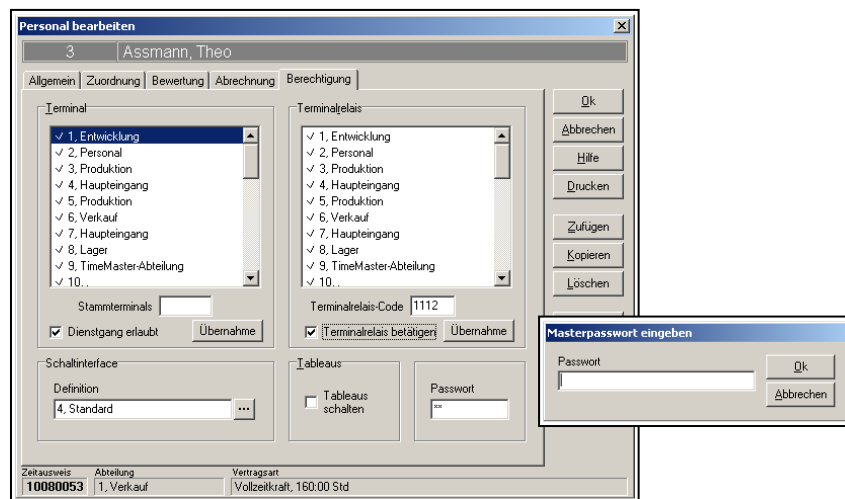 Personal bearbeiten
3 Assmann, Theo
Allgemein Zuordnung Bewertung Abrechnung Berechtigung
Terminal
✓ 1, Entwicklung
✓ 2, Personal
✓ 3, Produktion
✓ 4, Haupteingang
✓ 5, Produktion
✓ 6, Verkauf
✓ 7, Haupteingang
✓ 8, Lager
✓ 9, TimeMaster-Abteilung
✓ 10, .
Stammterminals
Dienstgang erlaubt Übernahme
Terminalrelais
✓ 1, Entwicklung
✓ 2, Personal
✓ 3, Produktion
✓ 4, Haupteingang
✓ 5, Produktion
✓ 6, Verkauf
✓ 7, Haupteingang
✓ 8, Lager
✓ 9, TimeMaster-Abteilung
✓ 10, .
Terminalrelais-Code 1112
Terminalrelais betätigen Übernahme
Schaltinterface
Definition
4, Standard ...
Tableaus
Tableaus
schalten
Passwort
**
Ok
Abbrechen
Hilfe
Drucken
Zufügen
Kopieren
Löschen
Masterpasswort eingeben
Passwort
Ok
Abbrechen
Zeitausweis Abteilung Vertragsart
10080053 1, Verkauf Vollzeitkraft, 160:00 Std